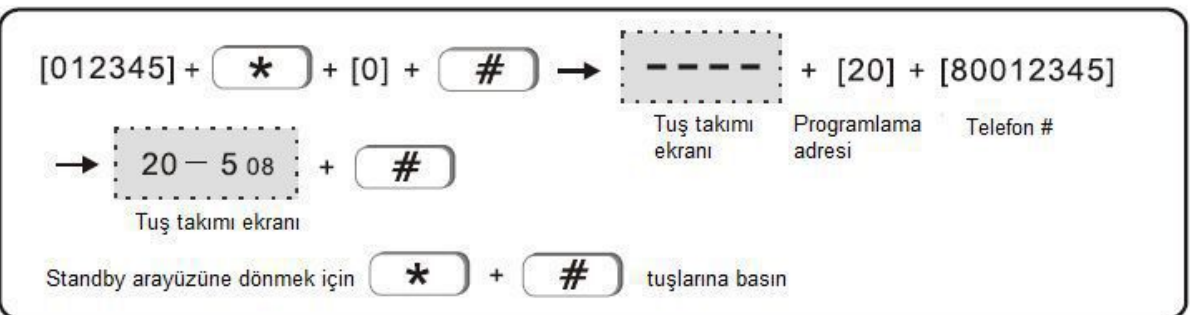 [012345] + * + [0] + # → ---- + [20] + [80012345]
Tuş takımı ekranı
Programlama adresi
Telefon #
→ 20 — 5 08 + #
Tuş takımı ekranı
Standby arayüzüne dönmek için * + # tuşlarına basın